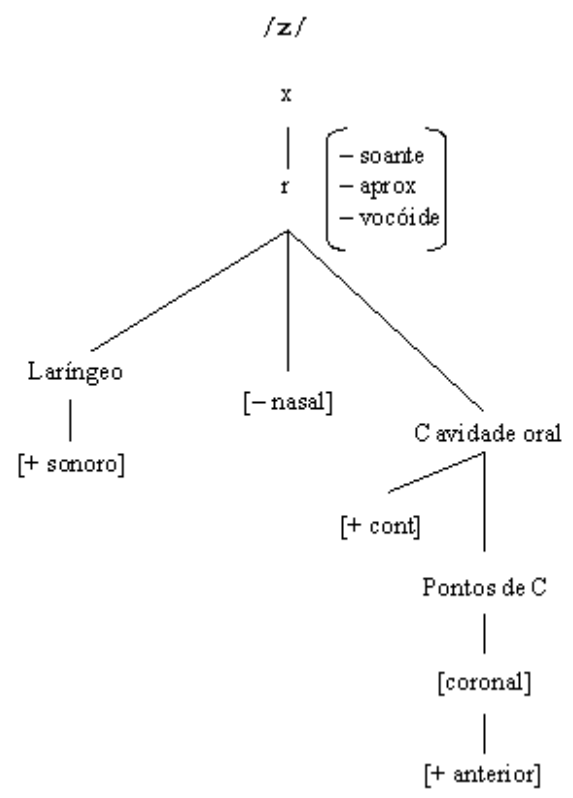 /z/
x
r
– soante
– aprox
– vocóide
Laríngeo
[– nasal]
Cavidade oral
[+ sonoro]
[+ cont]
Pontos de C
[coronal]
[+ anterior]